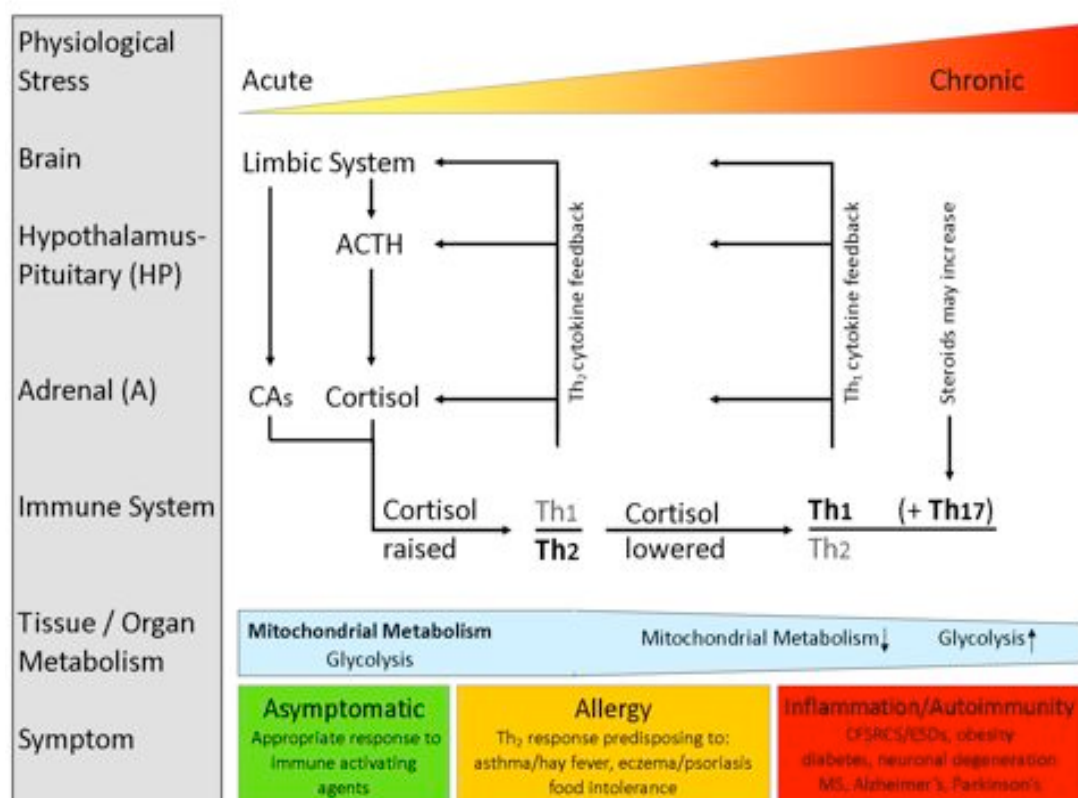 Physiological
Stress
Acute
Chronic
Brain
Limbic System
Hypothalamus-
Pituitary (HP)
ACTH
Th₂ cytokine feedback
Th₁ cytokine feedback
Steroids may increase
Adrenal (A)
CAs
Cortisol
Immune System
Cortisol
raised
Th1
Th2
Cortisol
lowered
Th1 (+ Th17)
Th2
Tissue / Organ
Metabolism
Mitochondrial Metabolism
Glycolysis
Mitochondrial Metabolism↓
Glycolysis↑
Symptom
Asymptomatic
Appropriate response to
immune activating
agents
Allergy
Th₂ response predisposing to:
asthma/hay fever, eczema/psoriasis
food intolerance
Inflammation/Autoimmunity
CFSRCS/ESDs, obesity
diabetes, neuronal degeneration
MS, Alzheimer's, Parkinson's